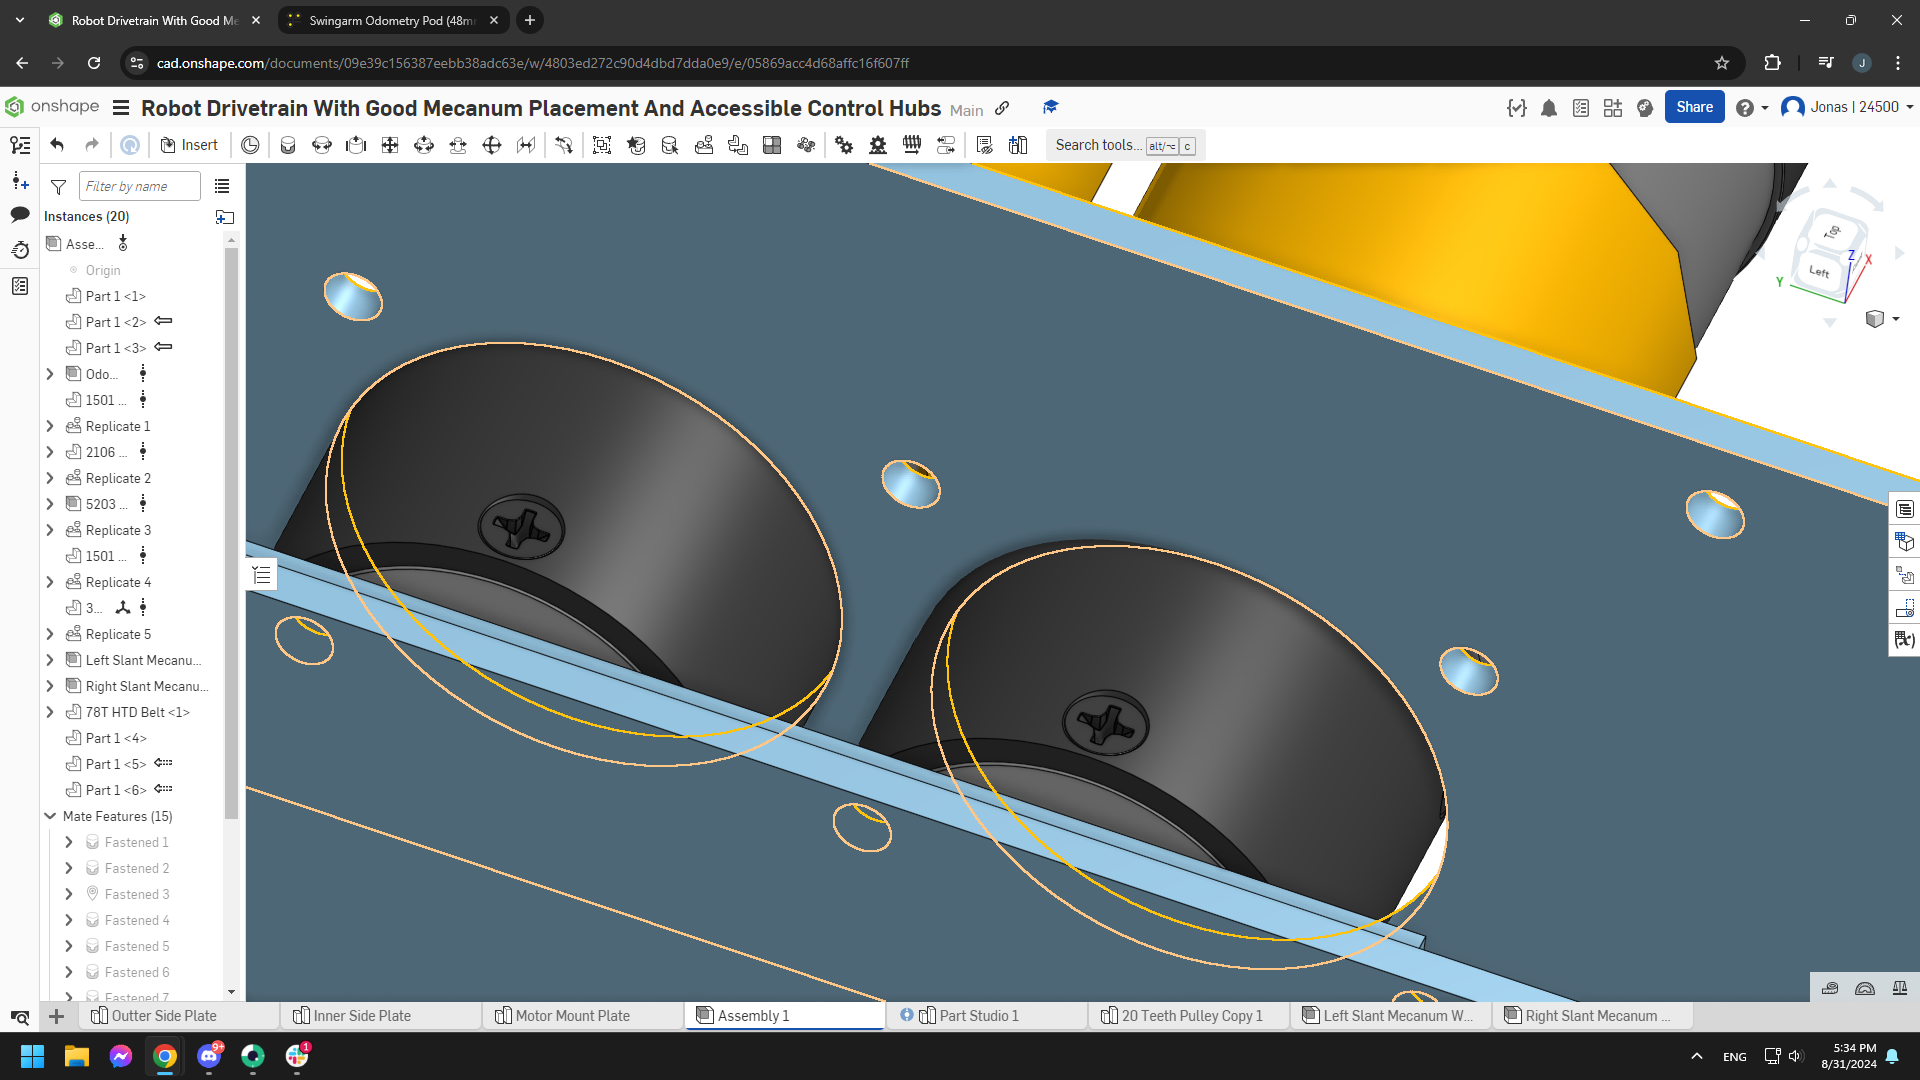 Robot Drivetrain With Good Me
Swingarm Odometry Pod (48m
cad.onshape.com/documents/09e39c156387eebb38adc63e/w/4803ed272c90d4dbd7dda0e9/e/05869acc4d68affc16f607ff
J
onshape
Robot Drivetrain With Good Mecanum Placement And Accessible Control Hubs
Main
Share
Jonas | 24500
Insert
Search tools... alt/⌥ c
Filter by name
Instances (20)
Asse...
Origin
Part 1 <1>
Part 1 <2>
Part 1 <3>
Odo...
1501 ...
Replicate 1
2106 ...
Replicate 2
5203 ...
Replicate 3
1501 ...
Replicate 4
3...
Replicate 5
Left Slant Mecanu...
Right Slant Mecanu...
78T HTD Belt <1>
Part 1 <4>
Part 1 <5>
Part 1 <6>
Mate Features (15)
Fastened 1
Fastened 2
Fastened 3
Fastened 4
Fastened 5
Fastened 6
Fastened 7
Top
Left
Z
X
Y
Outter Side Plate
Inner Side Plate
Motor Mount Plate
Assembly 1
Part Studio 1
20 Teeth Pulley Copy 1
Left Slant Mecanum W...
Right Slant Mecanum ...
9+
1
ENG
5:34 PM
8/31/2024